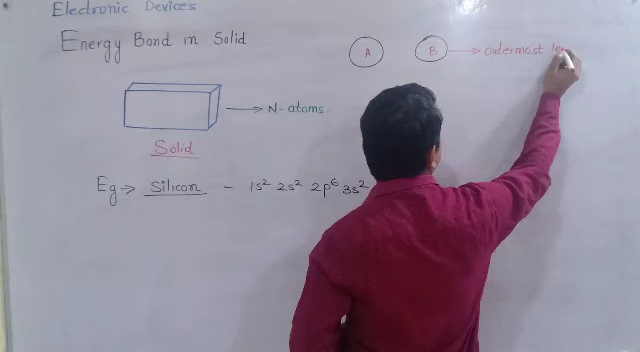 Electronic Devices
Energy Bond in Solid
A
B → outermost
→ N-atoms
Solid
Eg → Silicon - 1s² 2s² 2p⁶ 3s²